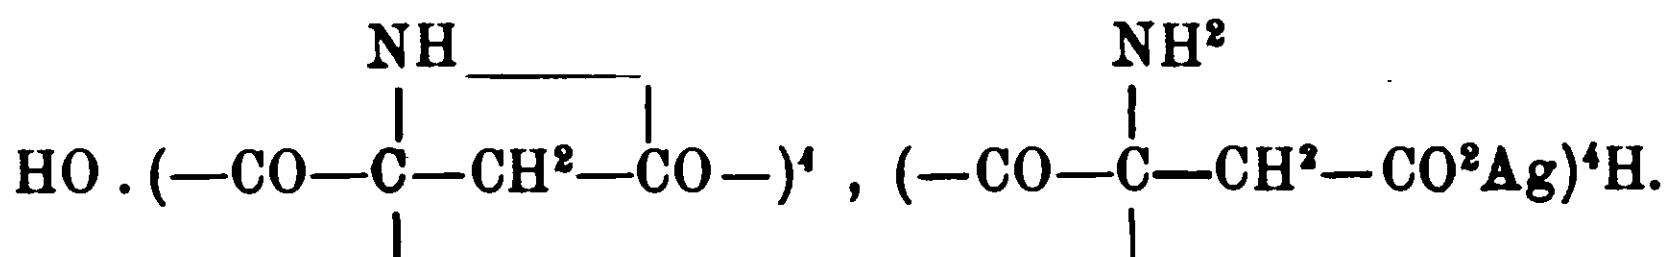 NH NH²
HO . (—CO—C—CH²—CO—)⁴ , (—CO—C—CH²—CO²Ag)⁴H.